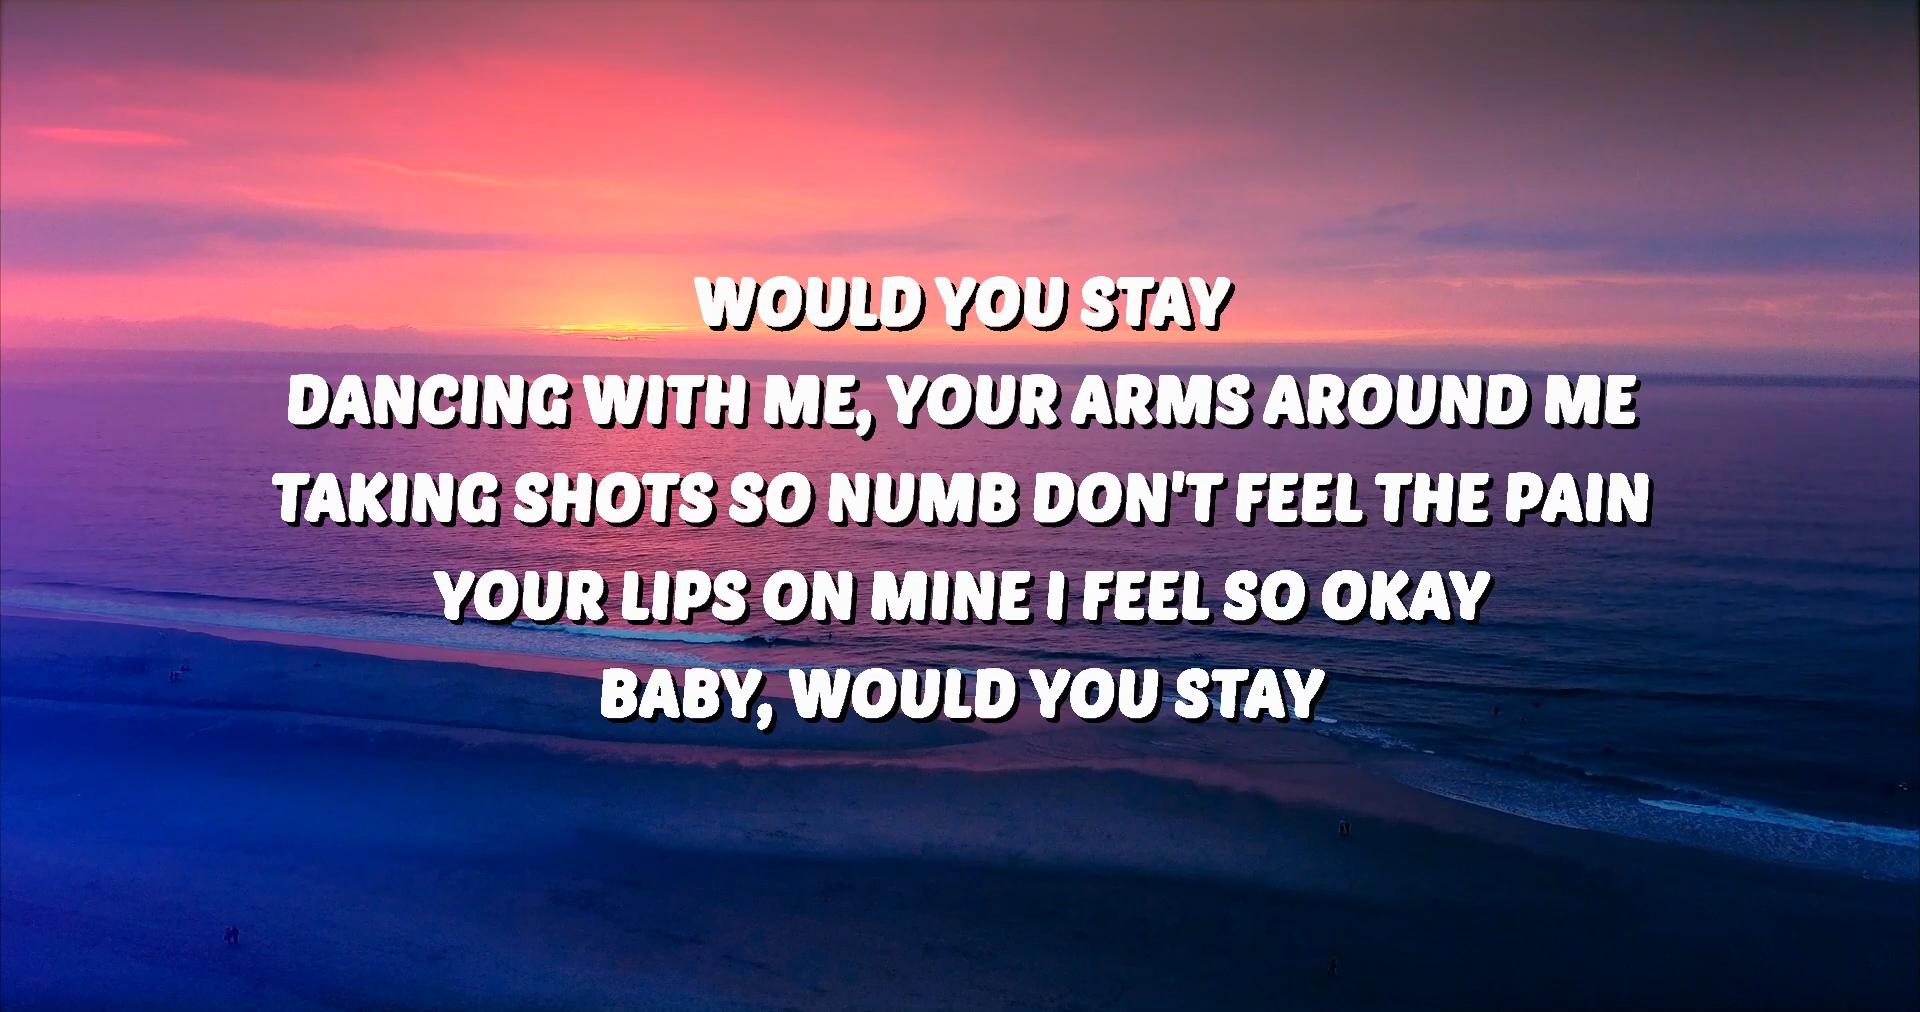 WOULD YOU STAY
DANCING WITH ME, YOUR ARMS AROUND ME
TAKING SHOTS SO NUMB DON'T FEEL THE PAIN
YOUR LIPS ON MINE I FEEL SO OKAY
BABY, WOULD YOU STAY